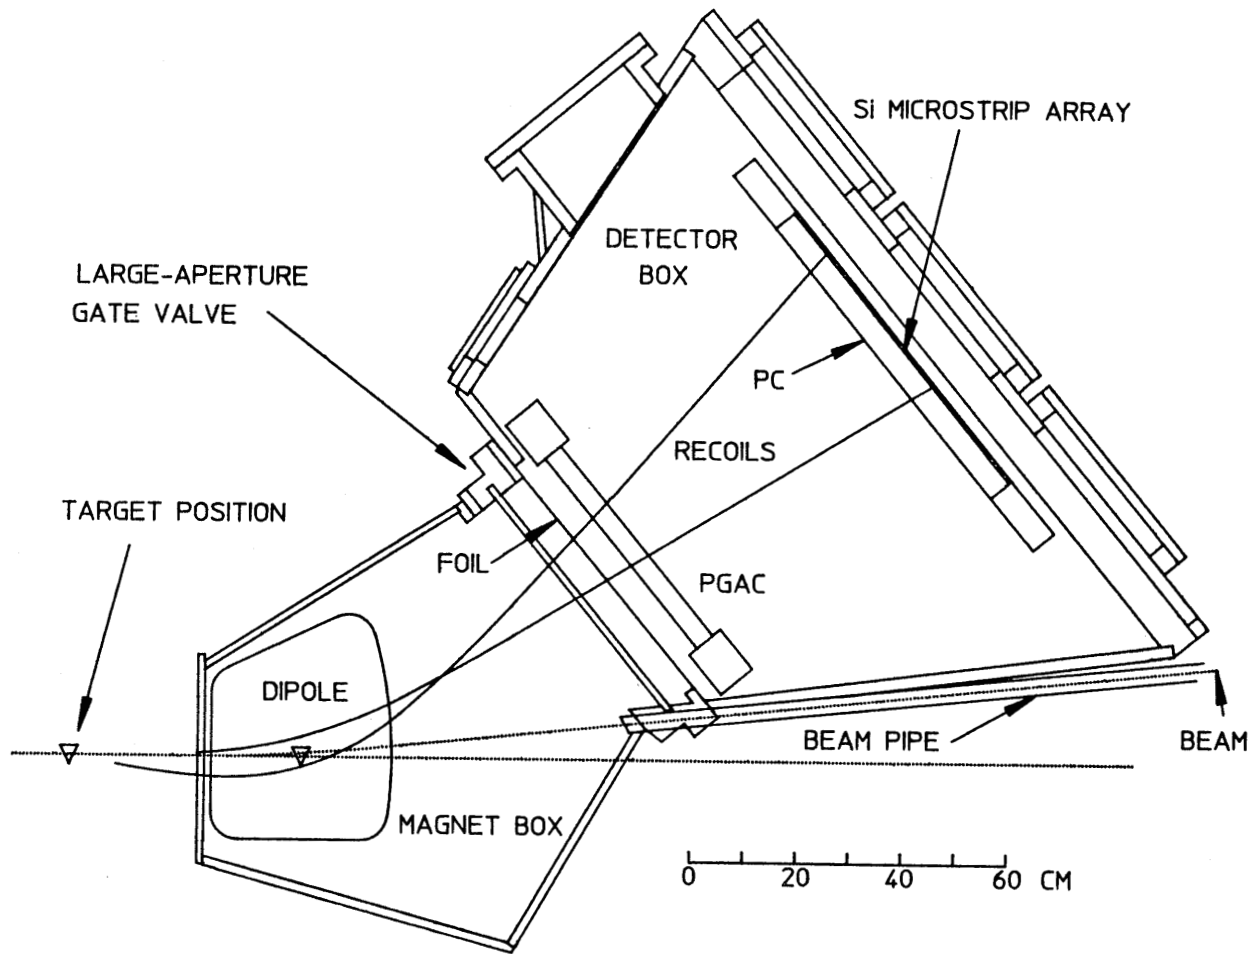 Si MICROSTRIP ARRAY
DETECTOR
BOX
LARGE-APERTURE
GATE VALVE
PC
RECOILS
TARGET POSITION
FOIL
PGAC
DIPOLE
BEAM PIPE
BEAM
MAGNET BOX
0 20 40 60 CM